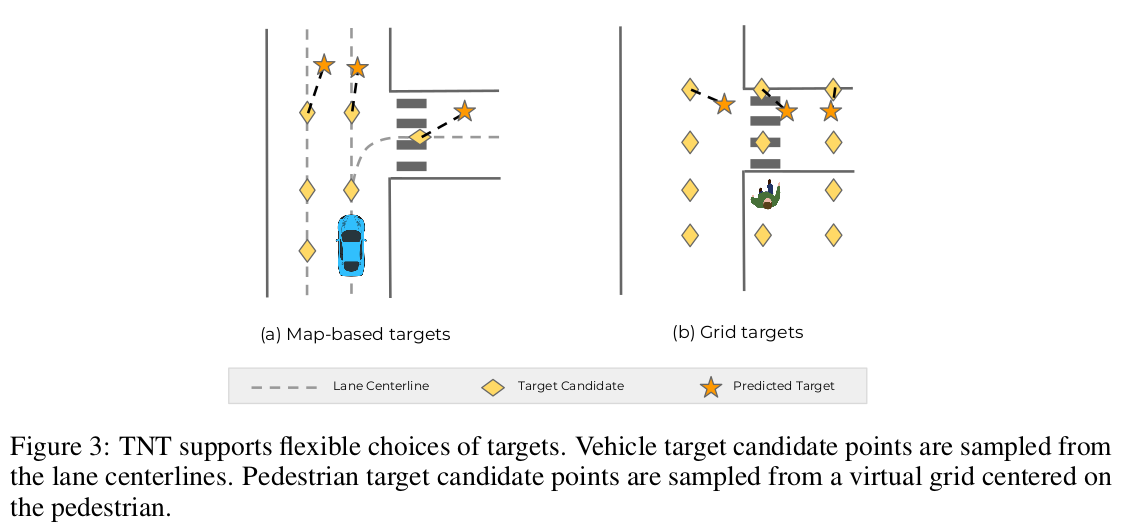 (a) Map-based targets
(b) Grid targets
Lane Centerline
Target Candidate
Predicted Target
Figure 3: TNT supports flexible choices of targets. Vehicle target candidate points are sampled from
the lane centerlines. Pedestrian target candidate points are sampled from a virtual grid centered on
the pedestrian.